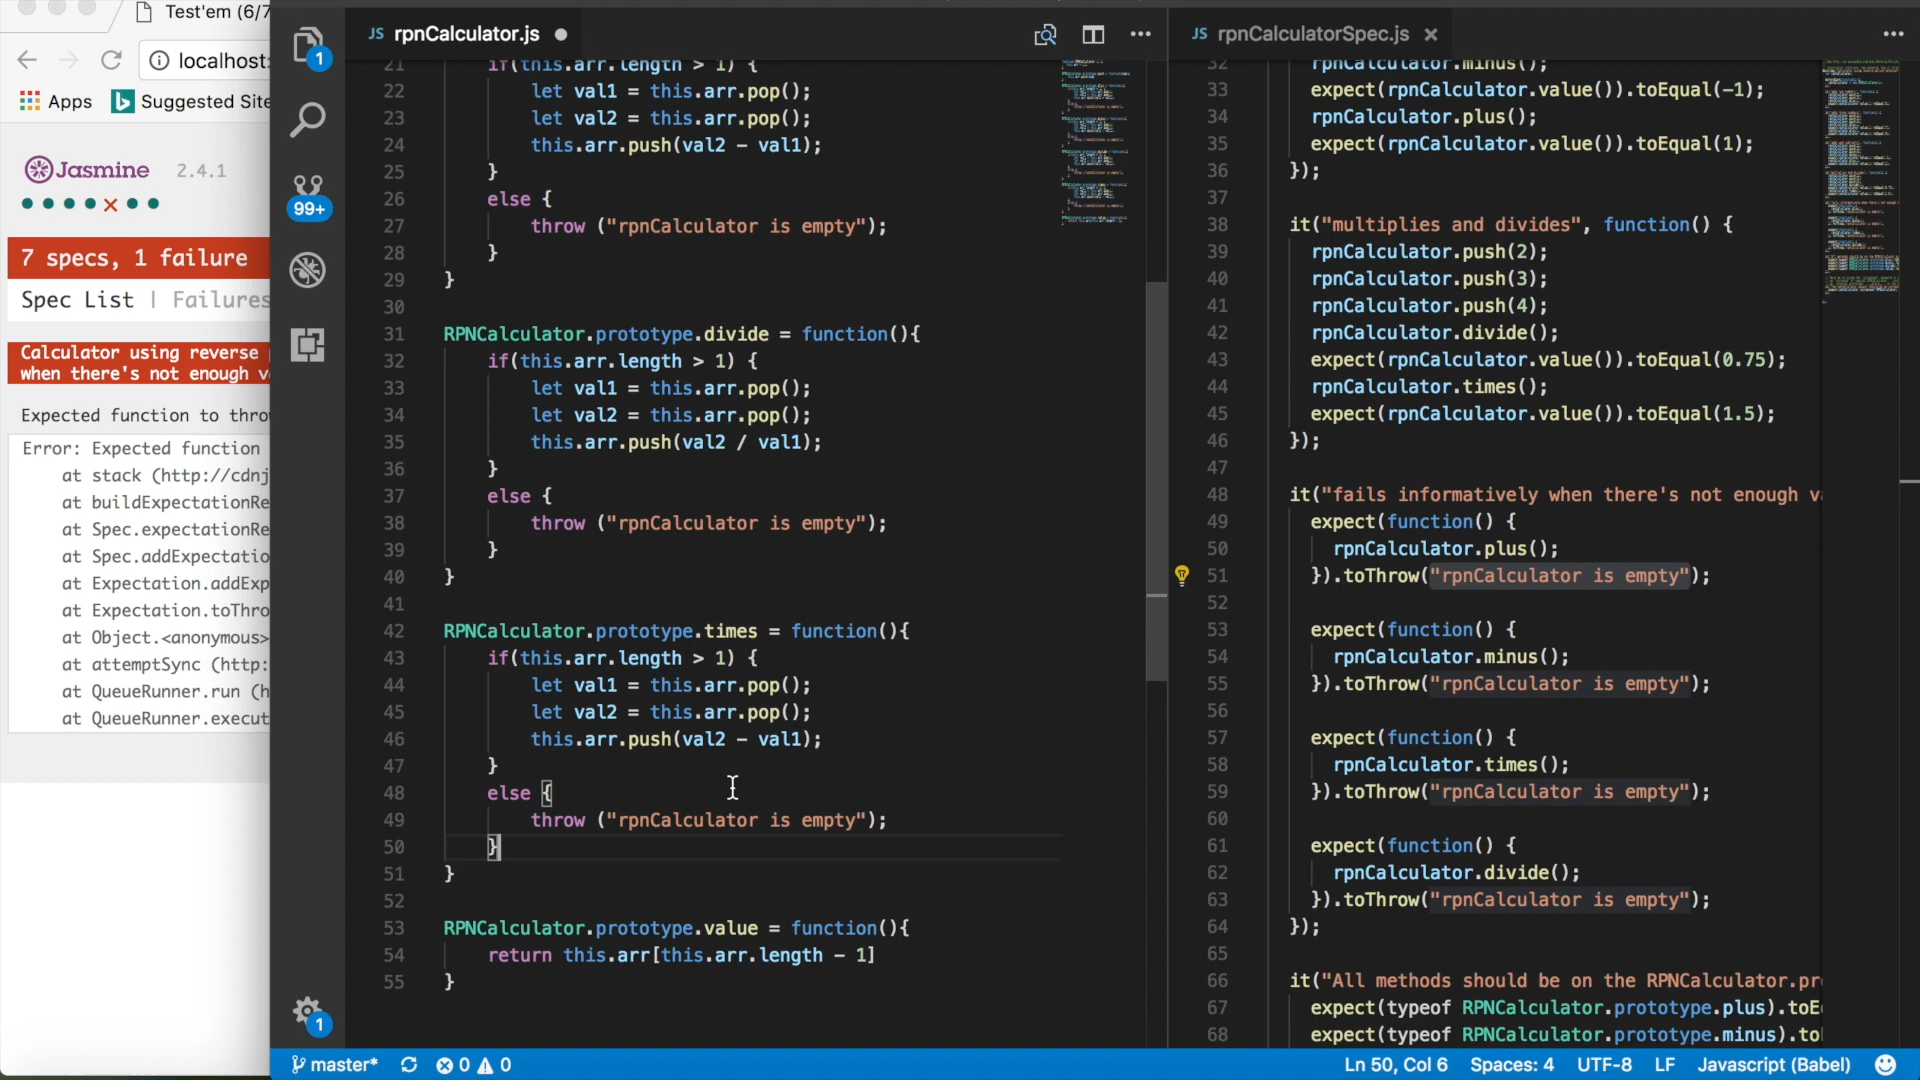 Test'em (6/7
localhost:
Apps
Suggested Site
Jasmine 2.4.1
7 specs, 1 failure
Spec List | Failures
Calculator using reverse
when there's not enough v
Expected function to thro
Error: Expected function
at stack (http://cdnj
at buildExpectationRe
at Spec.expectationRe
at Spec.addExpectatio
at Expectation.addExp
at Expectation.toThro
at Object.<anonymous>
at attemptSync (http:
at QueueRunner.run (h
at QueueRunner.execut
1
99+
1
JS rpnCalculator.js
21 if(this.arr.length > 1) {
22 let val1 = this.arr.pop();
23 let val2 = this.arr.pop();
24 this.arr.push(val2 - val1);
25 }
26 else {
27 throw ("rpnCalculator is empty");
28 }
29 }
30
31 RPNCalculator.prototype.divide = function(){
32 if(this.arr.length > 1) {
33 let val1 = this.arr.pop();
34 let val2 = this.arr.pop();
35 this.arr.push(val2 / val1);
36 }
37 else {
38 throw ("rpnCalculator is empty");
39 }
40 }
41
42 RPNCalculator.prototype.times = function(){
43 if(this.arr.length > 1) {
44 let val1 = this.arr.pop();
45 let val2 = this.arr.pop();
46 this.arr.push(val2 - val1);
47 }
48 else {
49 throw ("rpnCalculator is empty");
50 }
51 }
52
53 RPNCalculator.prototype.value = function(){
54 return this.arr[this.arr.length - 1]
55 }
JS rpnCalculatorSpec.js
32 rpnCalculator.minus();
33 expect(rpnCalculator.value()).toEqual(-1);
34 rpnCalculator.plus();
35 expect(rpnCalculator.value()).toEqual(1);
36 });
37
38 it("multiplies and divides", function() {
39 rpnCalculator.push(2);
40 rpnCalculator.push(3);
41 rpnCalculator.push(4);
42 rpnCalculator.divide();
43 expect(rpnCalculator.value()).toEqual(0.75);
44 rpnCalculator.times();
45 expect(rpnCalculator.value()).toEqual(1.5);
46 });
47
48 it("fails informatively when there's not enough v
49 expect(function() {
50 rpnCalculator.plus();
51 }).toThrow("rpnCalculator is empty");
52
53 expect(function() {
54 rpnCalculator.minus();
55 }).toThrow("rpnCalculator is empty");
56
57 expect(function() {
58 rpnCalculator.times();
59 }).toThrow("rpnCalculator is empty");
60
61 expect(function() {
62 rpnCalculator.divide();
63 }).toThrow("rpnCalculator is empty");
64 });
65
66 it("All methods should be on the RPNCalculator.pr
67 expect(typeof RPNCalculator.prototype.plus).toE
68 expect(typeof RPNCalculator.prototype.minus).to
master* 0 0 Ln 50, Col 6 Spaces: 4 UTF-8 LF Javascript (Babel)